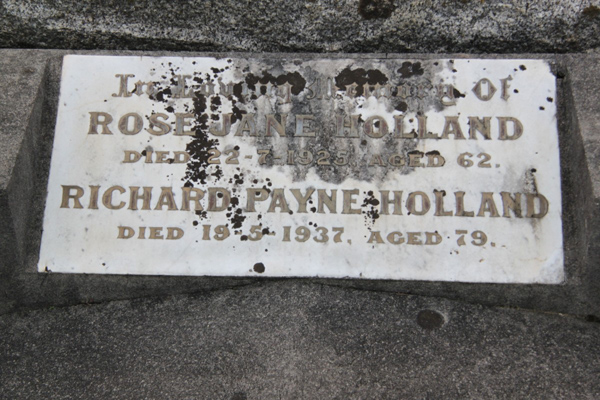 In Loving Memory Of
ROSE JANE HOLLAND
DIED 22-7-1925, AGED 62.
RICHARD PAYNE HOLLAND
DIED 19-5-1937, AGED 79.